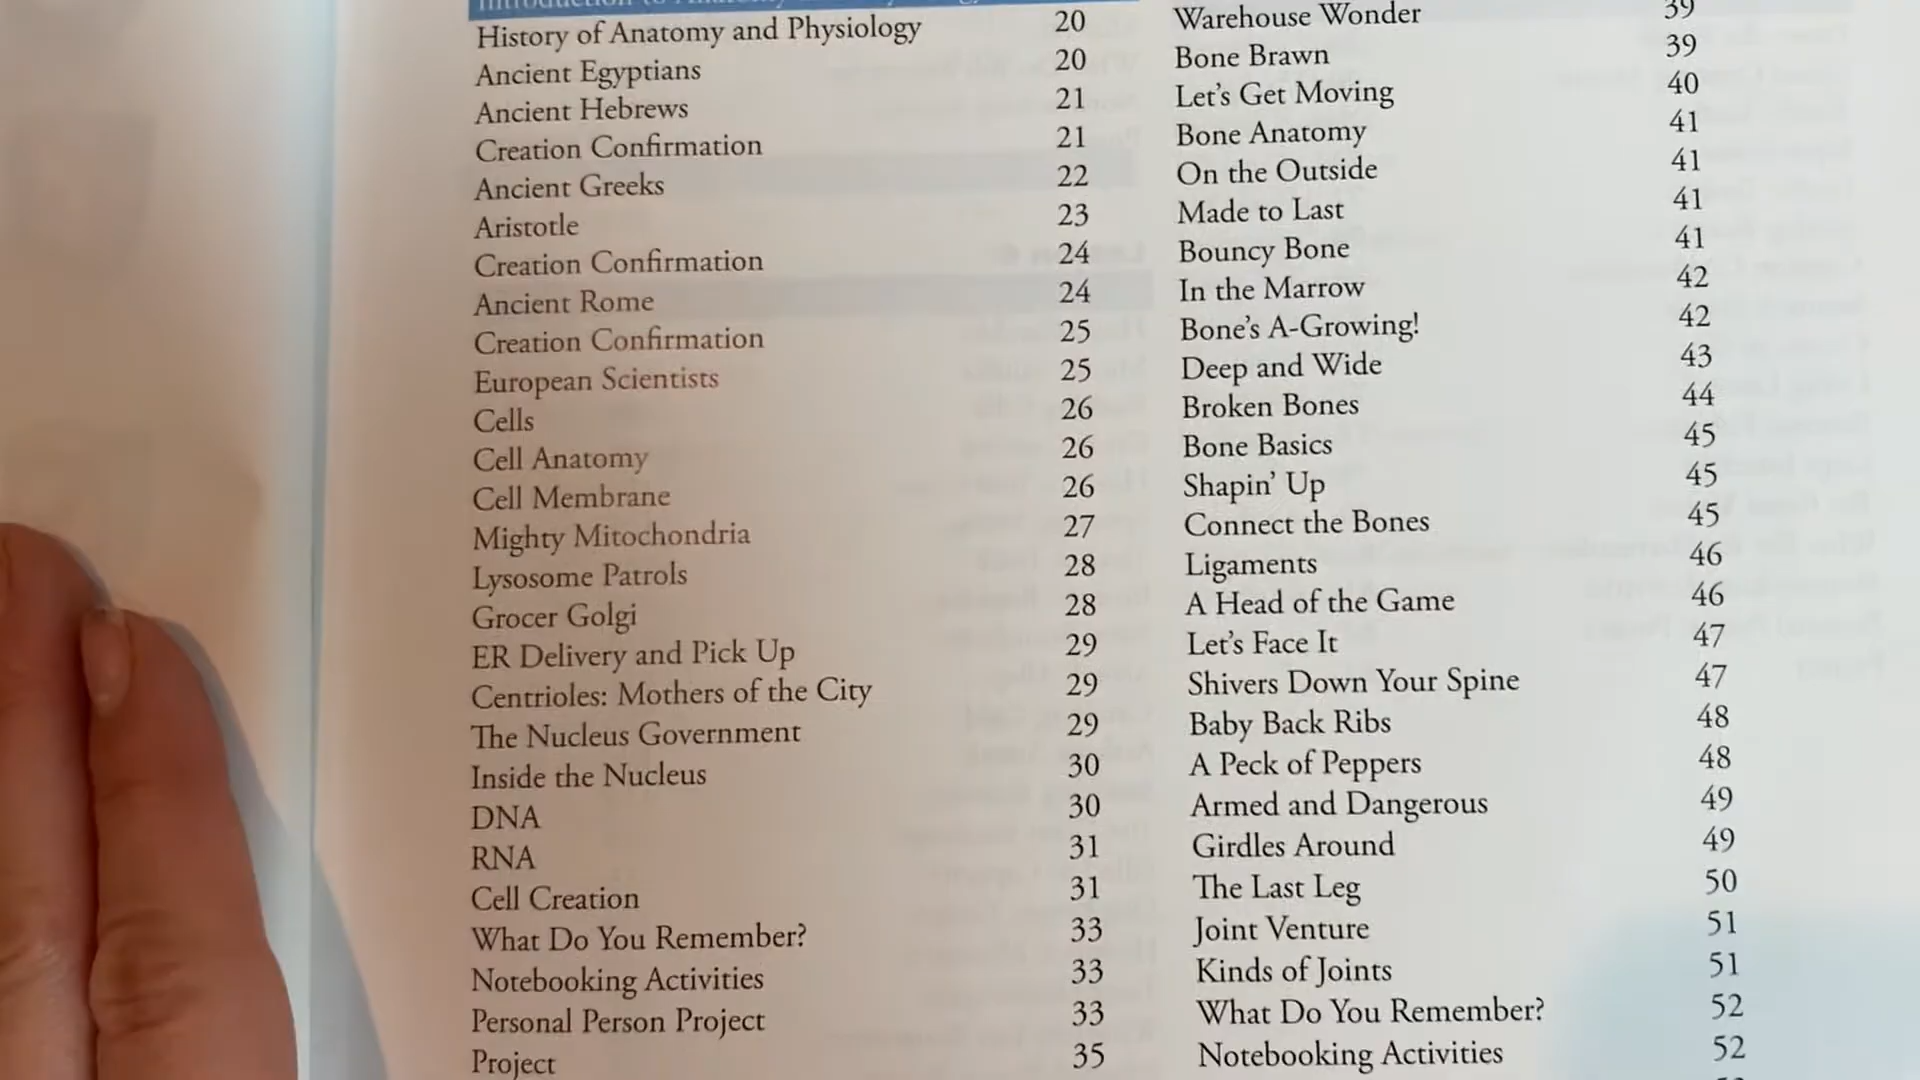 Introduction to Anatomy
History of Anatomy and Physiology 20
Ancient Egyptians 20
Ancient Hebrews 21
Creation Confirmation 21
Ancient Greeks 22
Aristotle 23
Creation Confirmation 24
Ancient Rome 24
Creation Confirmation 25
European Scientists 25
Cells 26
Cell Anatomy 26
Cell Membrane 26
Mighty Mitochondria 27
Lysosome Patrols 28
Grocer Golgi 28
ER Delivery and Pick Up 29
Centrioles: Mothers of the City 29
The Nucleus Government 29
Inside the Nucleus 30
DNA 30
RNA 31
Cell Creation 31
What Do You Remember? 33
Notebooking Activities 33
Personal Person Project 33
Project 35
Warehouse Wonder 39
Bone Brawn 39
Let's Get Moving 40
Bone Anatomy 41
On the Outside 41
Made to Last 41
Bouncy Bone 41
In the Marrow 42
Bone's A-Growing! 42
Deep and Wide 43
Broken Bones 44
Bone Basics 45
Shapin' Up 45
Connect the Bones 45
Ligaments 46
A Head of the Game 46
Let's Face It 47
Shivers Down Your Spine 47
Baby Back Ribs 48
A Peck of Peppers 48
Armed and Dangerous 49
Girdles Around 49
The Last Leg 50
Joint Venture 51
Kinds of Joints 51
What Do You Remember? 52
Notebooking Activities 52